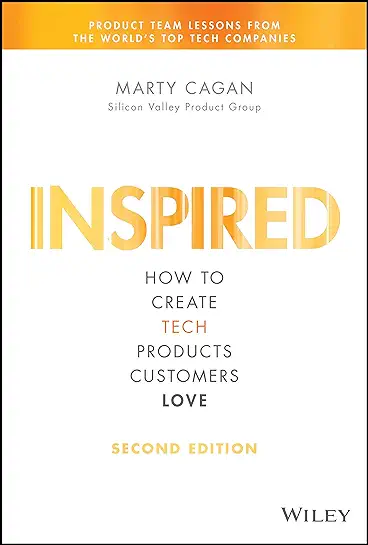 PRODUCT TEAM LESSONS FROM
THE WORLD'S TOP TECH COMPANIES
MARTY CAGAN
Silicon Valley Product Group
INSPIRED
HOW TO
CREATE
TECH
PRODUCTS
CUSTOMERS
LOVE
SECOND EDITION
WILEY